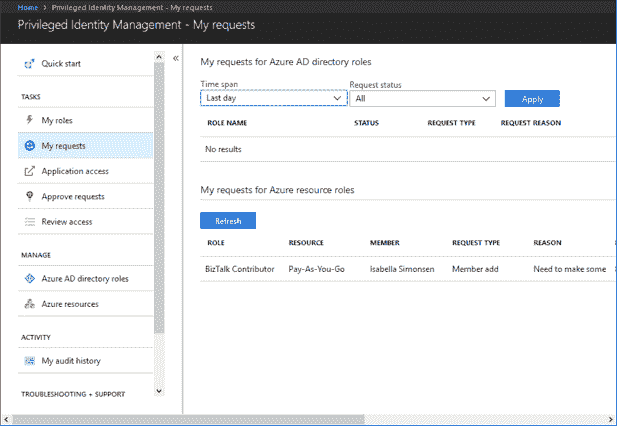 Home > Privileged Identity Management - My requests
Privileged Identity Management - My requests
Quick start
TASKS
My roles
My requests
Application access
Approve requests
Review access
MANAGE
Azure AD directory roles
Azure resources
ACTIVITY
My audit history
TROUBLESHOOTING + SUPPORT
My requests for Azure AD directory roles
Time span Request status
Last day All Apply
ROLE NAME STATUS REQUEST TYPE REQUEST REASON
No results
My requests for Azure resource roles
Refresh
ROLE RESOURCE MEMBER REQUEST TYPE REASON
BizTalk Contributor Pay-As-You-Go Isabella Simonsen Member add Need to make some